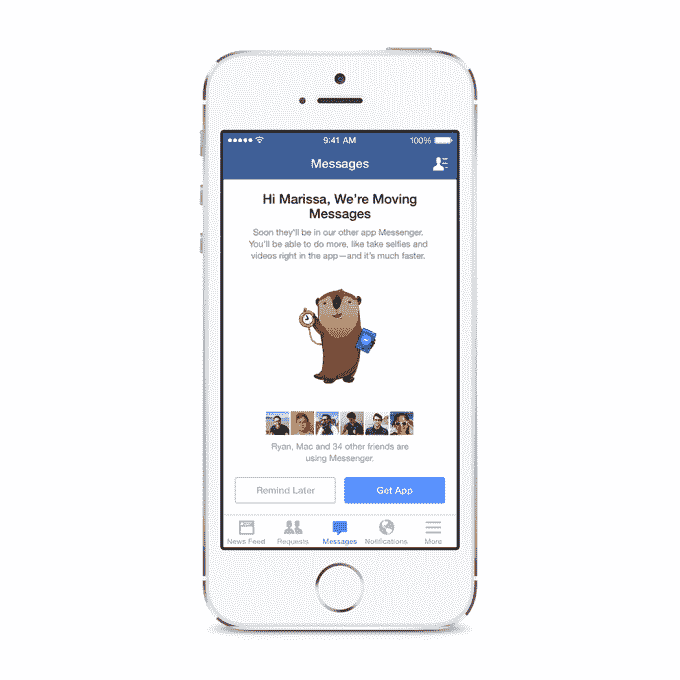 9:41 AM
100%
Messages
Hi Marissa, We're Moving
Messages
Soon they'll be in our other app Messenger.
You'll be able to do more, like take selfies and
videos right in the app—and it's much faster.
Ryan, Mac and 34 other friends are
using Messenger.
Remind Later
Get App
News Feed
Requests
Messages
Notifications
More